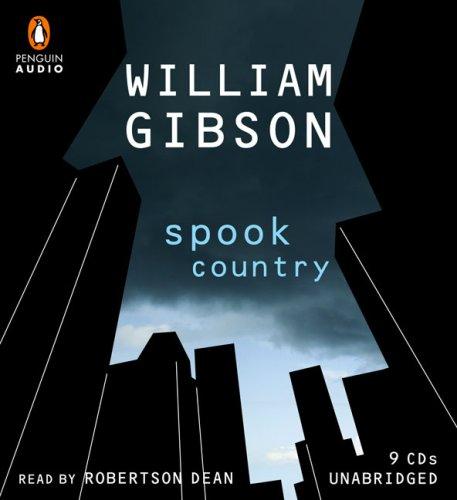 PENGUIN
AUDIO
WILLIAM
GIBSON
spook
country
9 CDs
READ BY ROBERTSON DEAN
UNABRIDGED